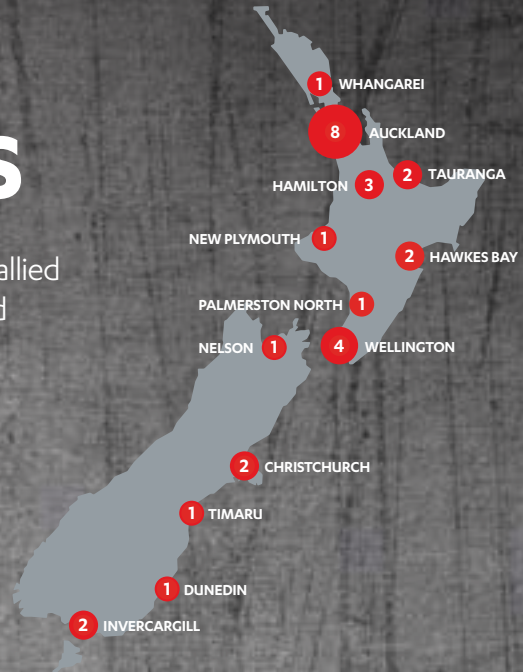 1 WHANGAREI
8 AUCKLAND
s
2 TAURANGA
HAMILTON 3
NEW PLYMOUTH 1
allied
2 HAWKES BAY
d
PALMERSTON NORTH 1
NELSON 1
4 WELLINGTON
2 CHRISTCHURCH
1 TIMARU
1 DUNEDIN
2 INVERCARGILL